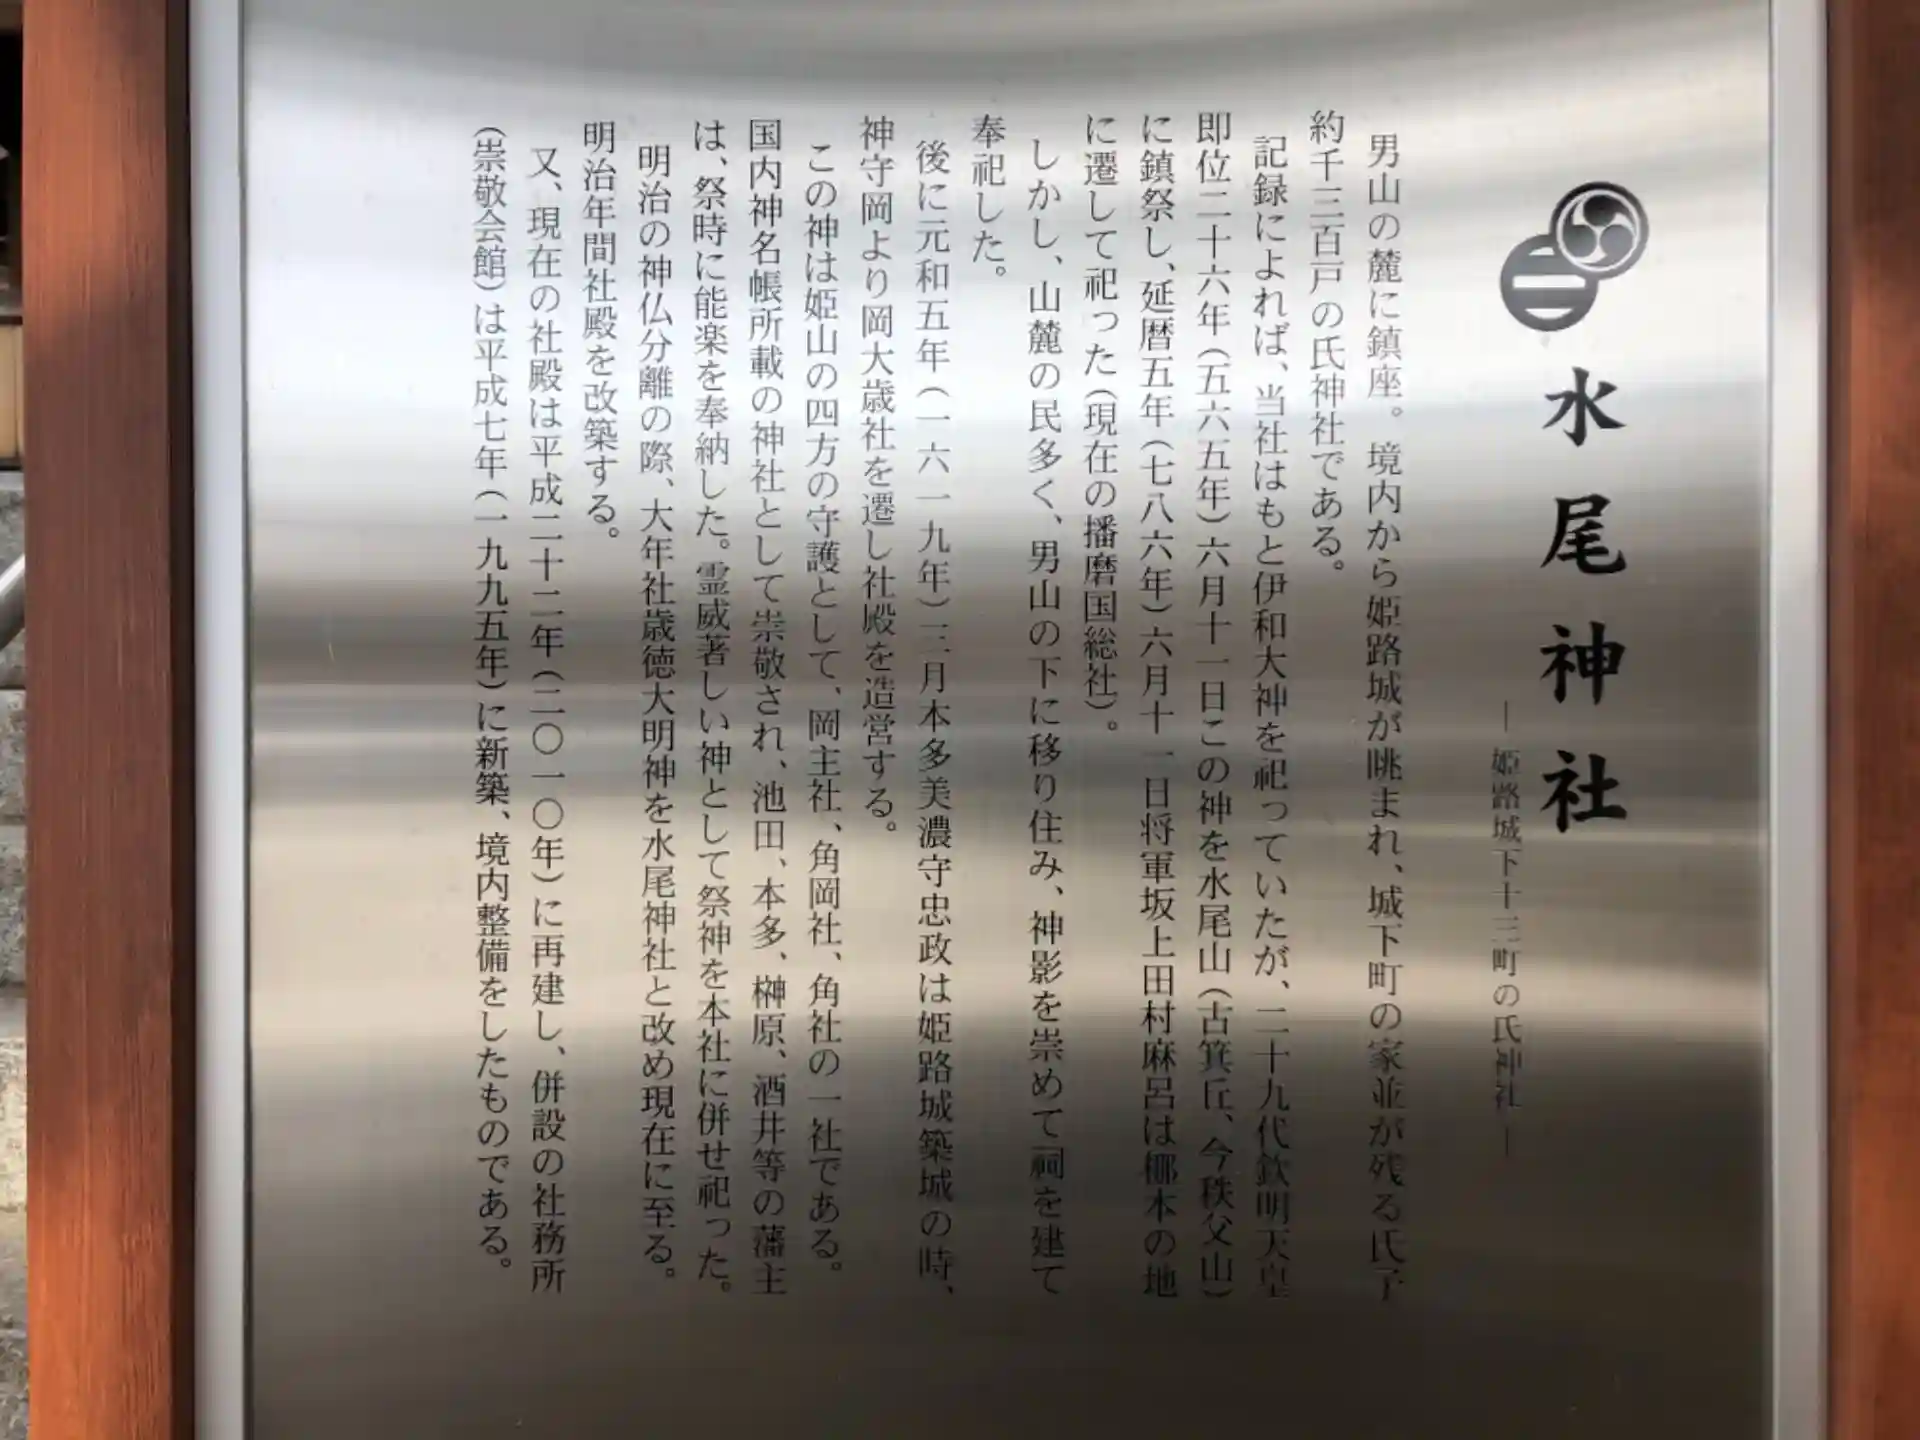 水尾神社
― 姫路城下十三町の氏神社 ―
男山の麓に鎮座。境内から姫路城が眺まれ、城下町の家並が残る氏子
約千三百戸の氏神社である。
記録によれば、当社はもと伊和大神を祀っていたが、二十九代欽明天皇
即位二十六年（五六五年）六月十一日この神を水尾山（古箕丘、今秩父山）
に鎮祭し、延暦五年（七八六年）六月十一日将軍坂上田村麻呂は梛本の地
に遷して祀った（現在の播磨国総社）。
しかし、山麓の民多く、男山の下に移り住み、神影を崇めて祠を建て
奉祀した。
後に元和五年（一六一九年）三月本多美濃守忠政は姫路城築城の時、
神守岡より岡大歳社を遷し社殿を造営する。
この神は姫山の四方の守護として、岡主社、角岡社、角社の一社である。
国内神名帳所載の神社として崇敬され、池田、本多、榊原、酒井等の藩主
は、祭時に能楽を奉納した。霊威著しい神として祭神を本社に併せ祀った。
明治の神仏分離の際、大年社歳徳大明神を水尾神社と改め現在に至る。
明治年間社殿を改築する。
又、現在の社殿は平成二十二年（二〇一〇年）に再建し、併設の社務所
（崇敬会館）は平成七年（一九九五年）に新築、境内整備をしたものである。